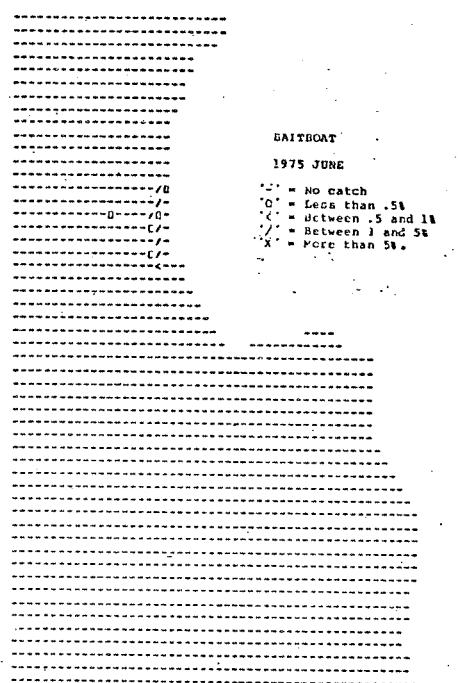 BAITBOAT
1975 JUNE
'-' = No catch
'O' = Less than .5%
'<' = Between .5 and 1%
'/' = Between 1 and 5%
'X' = More than 5%.